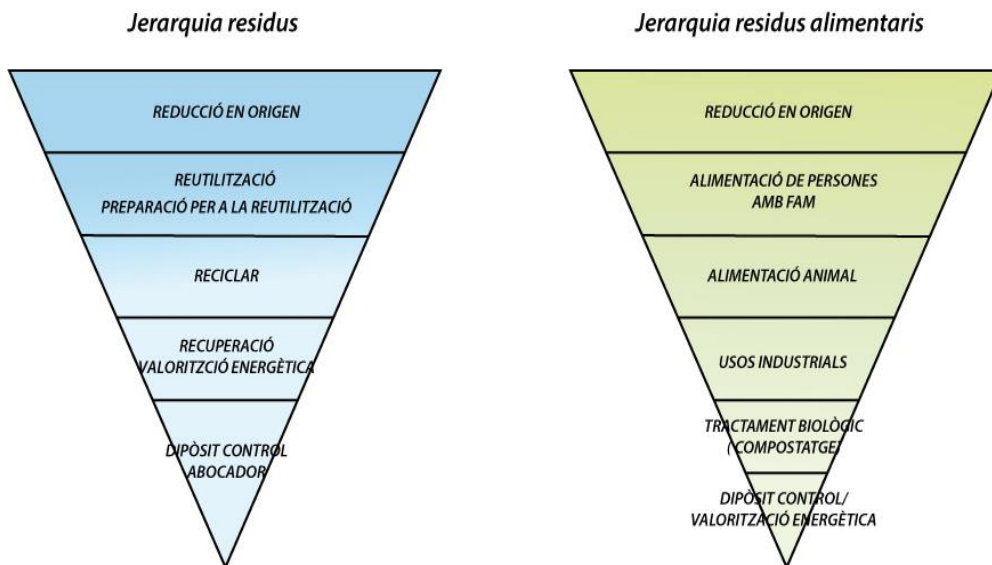 Jerarquia residus
REDUCCIÓ EN ORIGEN
REUTILITZACIÓ
PREPARACIÓ PER A LA REUTILITZACIÓ
RECICLAR
RECUPERACIÓ
VALORITZCIÓ ENERGÈTICA
DIPÒSIT CONTROL
ABOCADOR
Jerarquia residus alimentaris
REDUCCIÓ EN ORIGEN
ALIMENTACIÓ DE PERSONES
AMB FAM
ALIMENTACIÓ ANIMAL
USOS INDUSTRIALS
TRACTAMENT BIOLÒGIC
( COMPOSTATGE)
DIPÒSIT CONTROL/
VALORITZACIÓ ENERGÈTICA